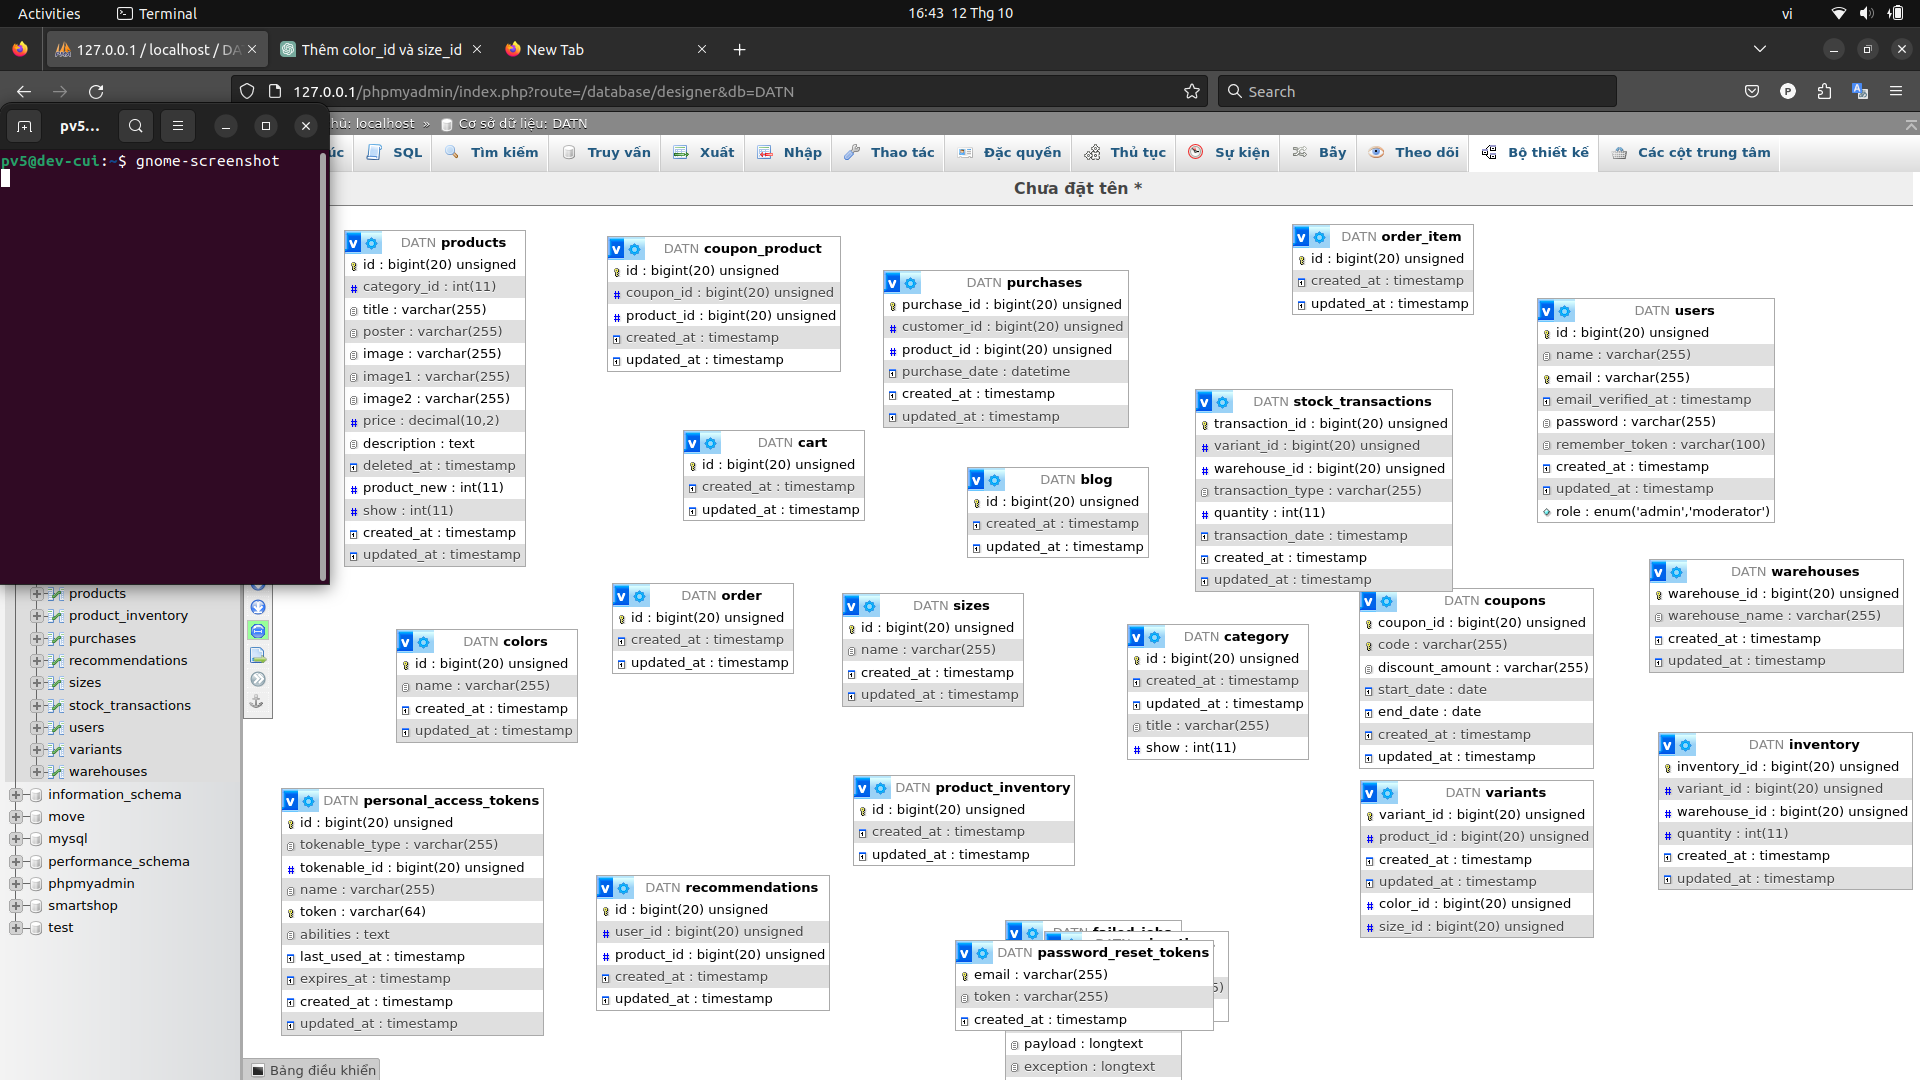 Activities
Terminal
16:43 12 Thg 10
vi
127.0.0.1 / localhost / DA
Thêm color_id và size_id
New Tab
127.0.0.1/phpmyadmin/index.php?route=/database/designer&db=DATN
Search
pv5...
hủ: localhost » Cơ sở dữ liệu: DATN
pv5@dev-cui:~$ gnome-screenshot
úc
SQL
Tìm kiếm
Truy vấn
Xuất
Nhập
Thao tác
Đặc quyền
Thủ tục
Sự kiện
Bẫy
Theo dõi
Bộ thiết kế
Các cột trung tâm
Chưa đặt tên *
DATN products
id : bigint(20) unsigned
category_id : int(11)
title : varchar(255)
poster : varchar(255)
image : varchar(255)
image1 : varchar(255)
image2 : varchar(255)
price : decimal(10,2)
description : text
deleted_at : timestamp
product_new : int(11)
show : int(11)
created_at : timestamp
updated_at : timestamp
DATN coupon_product
id : bigint(20) unsigned
coupon_id : bigint(20) unsigned
product_id : bigint(20) unsigned
created_at : timestamp
updated_at : timestamp
DATN purchases
purchase_id : bigint(20) unsigned
customer_id : bigint(20) unsigned
product_id : bigint(20) unsigned
purchase_date : datetime
created_at : timestamp
updated_at : timestamp
DATN order_item
id : bigint(20) unsigned
created_at : timestamp
updated_at : timestamp
DATN users
id : bigint(20) unsigned
name : varchar(255)
email : varchar(255)
email_verified_at : timestamp
password : varchar(255)
remember_token : varchar(100)
created_at : timestamp
updated_at : timestamp
role : enum('admin','moderator')
DATN stock_transactions
transaction_id : bigint(20) unsigned
variant_id : bigint(20) unsigned
warehouse_id : bigint(20) unsigned
transaction_type : varchar(255)
quantity : int(11)
transaction_date : timestamp
created_at : timestamp
updated_at : timestamp
DATN cart
id : bigint(20) unsigned
created_at : timestamp
updated_at : timestamp
DATN blog
id : bigint(20) unsigned
created_at : timestamp
updated_at : timestamp
DATN warehouses
warehouse_id : bigint(20) unsigned
warehouse_name : varchar(255)
created_at : timestamp
updated_at : timestamp
products
product_inventory
purchases
recommendations
sizes
stock_transactions
users
variants
warehouses
information_schema
move
mysql
performance_schema
phpmyadmin
smartshop
test
DATN colors
id : bigint(20) unsigned
name : varchar(255)
created_at : timestamp
updated_at : timestamp
DATN order
id : bigint(20) unsigned
created_at : timestamp
updated_at : timestamp
DATN sizes
id : bigint(20) unsigned
name : varchar(255)
created_at : timestamp
updated_at : timestamp
DATN category
id : bigint(20) unsigned
created_at : timestamp
updated_at : timestamp
title : varchar(255)
show : int(11)
DATN coupons
coupon_id : bigint(20) unsigned
code : varchar(255)
discount_amount : varchar(255)
start_date : date
end_date : date
created_at : timestamp
updated_at : timestamp
DATN inventory
inventory_id : bigint(20) unsigned
variant_id : bigint(20) unsigned
warehouse_id : bigint(20) unsigned
quantity : int(11)
created_at : timestamp
updated_at : timestamp
DATN personal_access_tokens
id : bigint(20) unsigned
tokenable_type : varchar(255)
tokenable_id : bigint(20) unsigned
name : varchar(255)
token : varchar(64)
abilities : text
last_used_at : timestamp
expires_at : timestamp
created_at : timestamp
updated_at : timestamp
DATN product_inventory
id : bigint(20) unsigned
created_at : timestamp
updated_at : timestamp
DATN variants
variant_id : bigint(20) unsigned
product_id : bigint(20) unsigned
created_at : timestamp
updated_at : timestamp
color_id : bigint(20) unsigned
size_id : bigint(20) unsigned
DATN recommendations
id : bigint(20) unsigned
user_id : bigint(20) unsigned
product_id : bigint(20) unsigned
created_at : timestamp
updated_at : timestamp
DATN failed_jobs
DATN password_reset_tokens
email : varchar(255)
token : varchar(255)
created_at : timestamp
5)
payload : longtext
exception : longtext
Bảng điều khiển